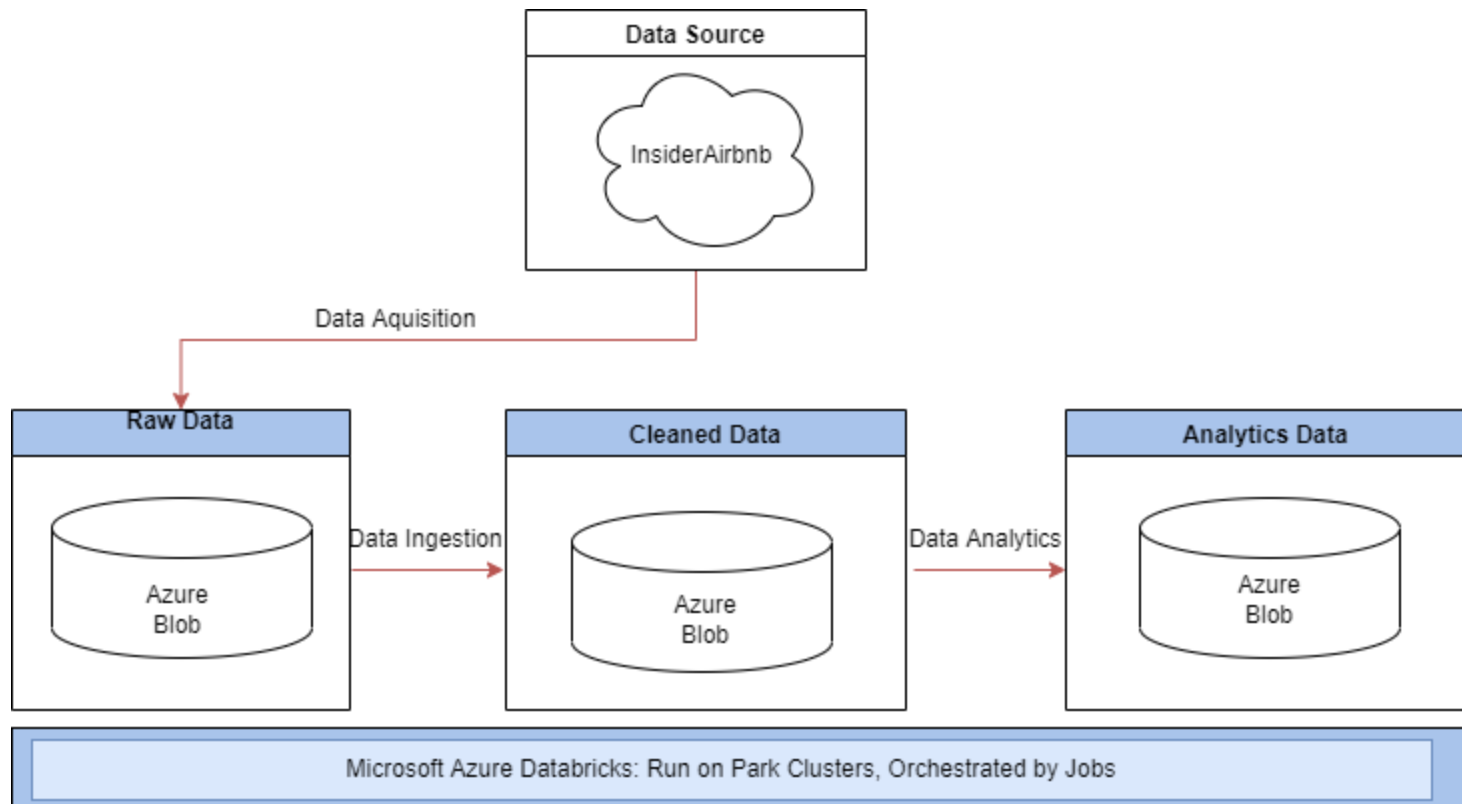 Data Source
InsiderAirbnb
Data Aquisition
Raw Data
Cleaned Data
Analytics Data
Data Ingestion
Data Analytics
Azure
Blob
Azure
Blob
Azure
Blob
Microsoft Azure Databricks: Run on Park Clusters, Orchestrated by Jobs